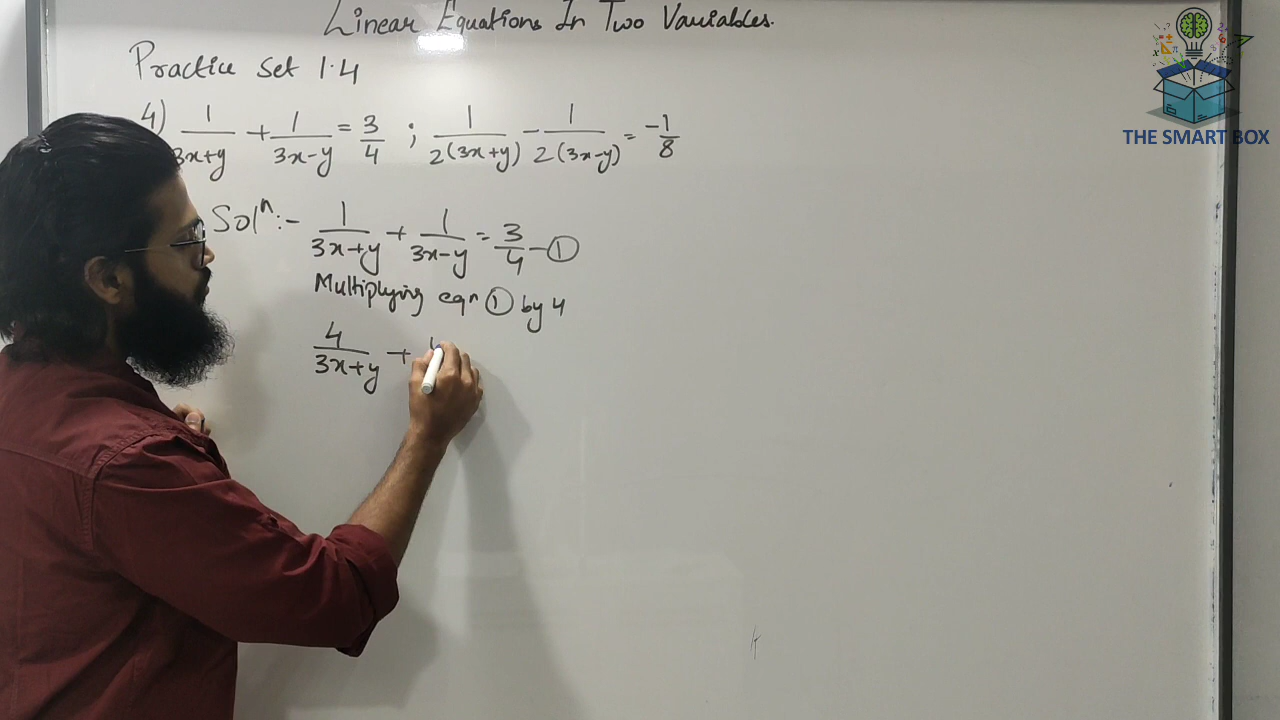 Linear Equations In Two Variables.
THE SMART BOX
Practice Set 1.4
4) 1/3x+y + 1/3x-y = 3/4 ; 1/2(3x+y) - 1/2(3x-y) = -1/8
Solⁿ:- 1/3x+y + 1/3x-y = 3/4 -①
Multiplying eqⁿ ① by 4
4/3x+y +